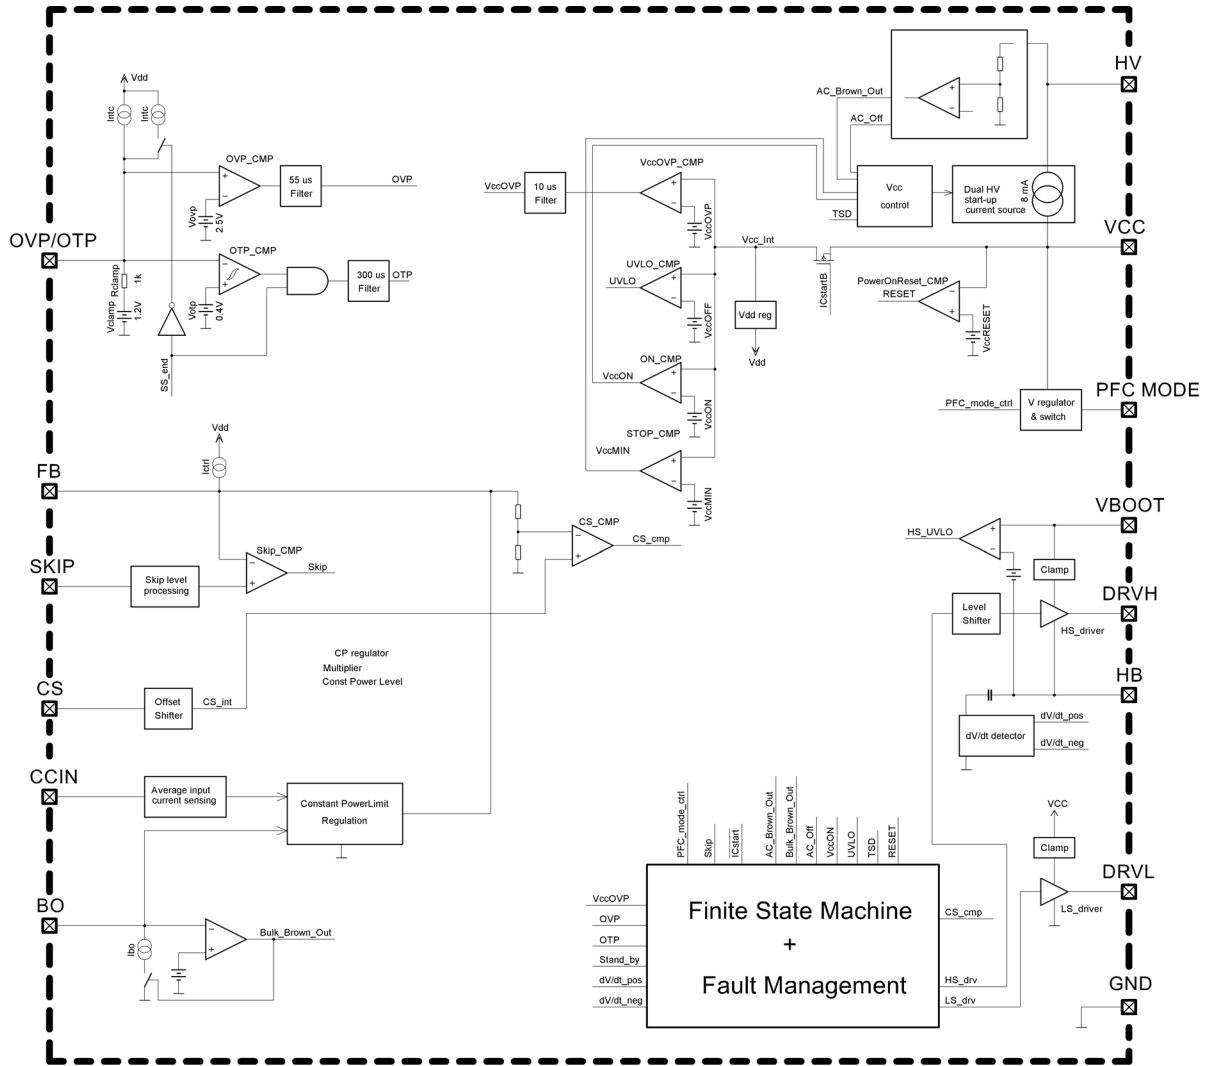 HV
Vdd
Intc
Intc
OVP_CMP
+
−
55 us
Filter
OVP
Vovp
2.5V
OVP/OTP
OTP_CMP
+
−
300 us
Filter
OTP
Votp
0.4V
Rclamp
1k
Vclamp
1.2V
SS_end
AC_Brown_Out
AC_Off
+
−
Vcc
control
TSD
Dual HV
start-up
current source
8 mA
VccOVP
10 us
Filter
VccOVP_CMP
+
−
VccOVP
Vcc_Int
ICstartB
VCC
UVLO_CMP
UVLO
+
−
VccOFF
Vdd reg
Vdd
PowerOnReset_CMP
RESET
−
+
VccRESET
ON_CMP
VccON
+
−
VccON
PFC MODE
PFC_mode_ctrl
V regulator
& switch
STOP_CMP
VccMIN
+
−
VccMIN
Vdd
Ictrl
FB
CS_CMP
−
+
CS_cmp
SKIP
Skip level
processing
Skip_CMP
−
+
Skip
VBOOT
HS_UVLO
+
−
Clamp
DRVH
Level
Shifter
HS_driver
CP regulator
Multiplier
Const Power Level
CS
Offset
Shifter
CS_int
HB
dV/dt detector
dV/dt_pos
dV/dt_neg
CCIN
Average input
current sensing
Constant PowerLimit
Regulation
BO
Ibo
−
+
Bulk_Brown_Out
PFC_mode_ctrl
Skip
ICstart
AC_Brown_Out
Bulk_Brown_Out
AC_Off
VccON
UVLO
TSD
RESET
VccOVP
OVP
OTP
Stand_by
dV/dt_pos
dV/dt_neg
Finite State Machine
+
Fault Management
CS_cmp
HS_drv
LS_drv
VCC
Clamp
DRVL
LS_driver
GND